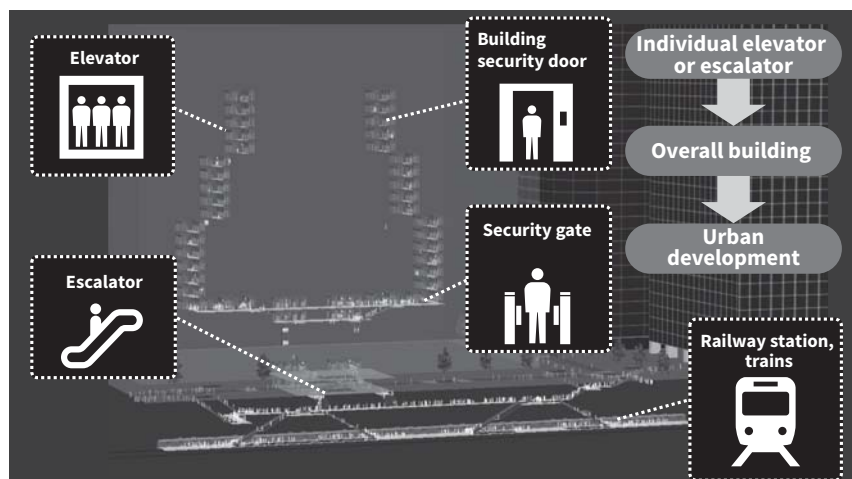 Elevator
Building
security door
Individual elevator
or escalator
Overall building
Urban
development
Security gate
Escalator
Railway station,
trains